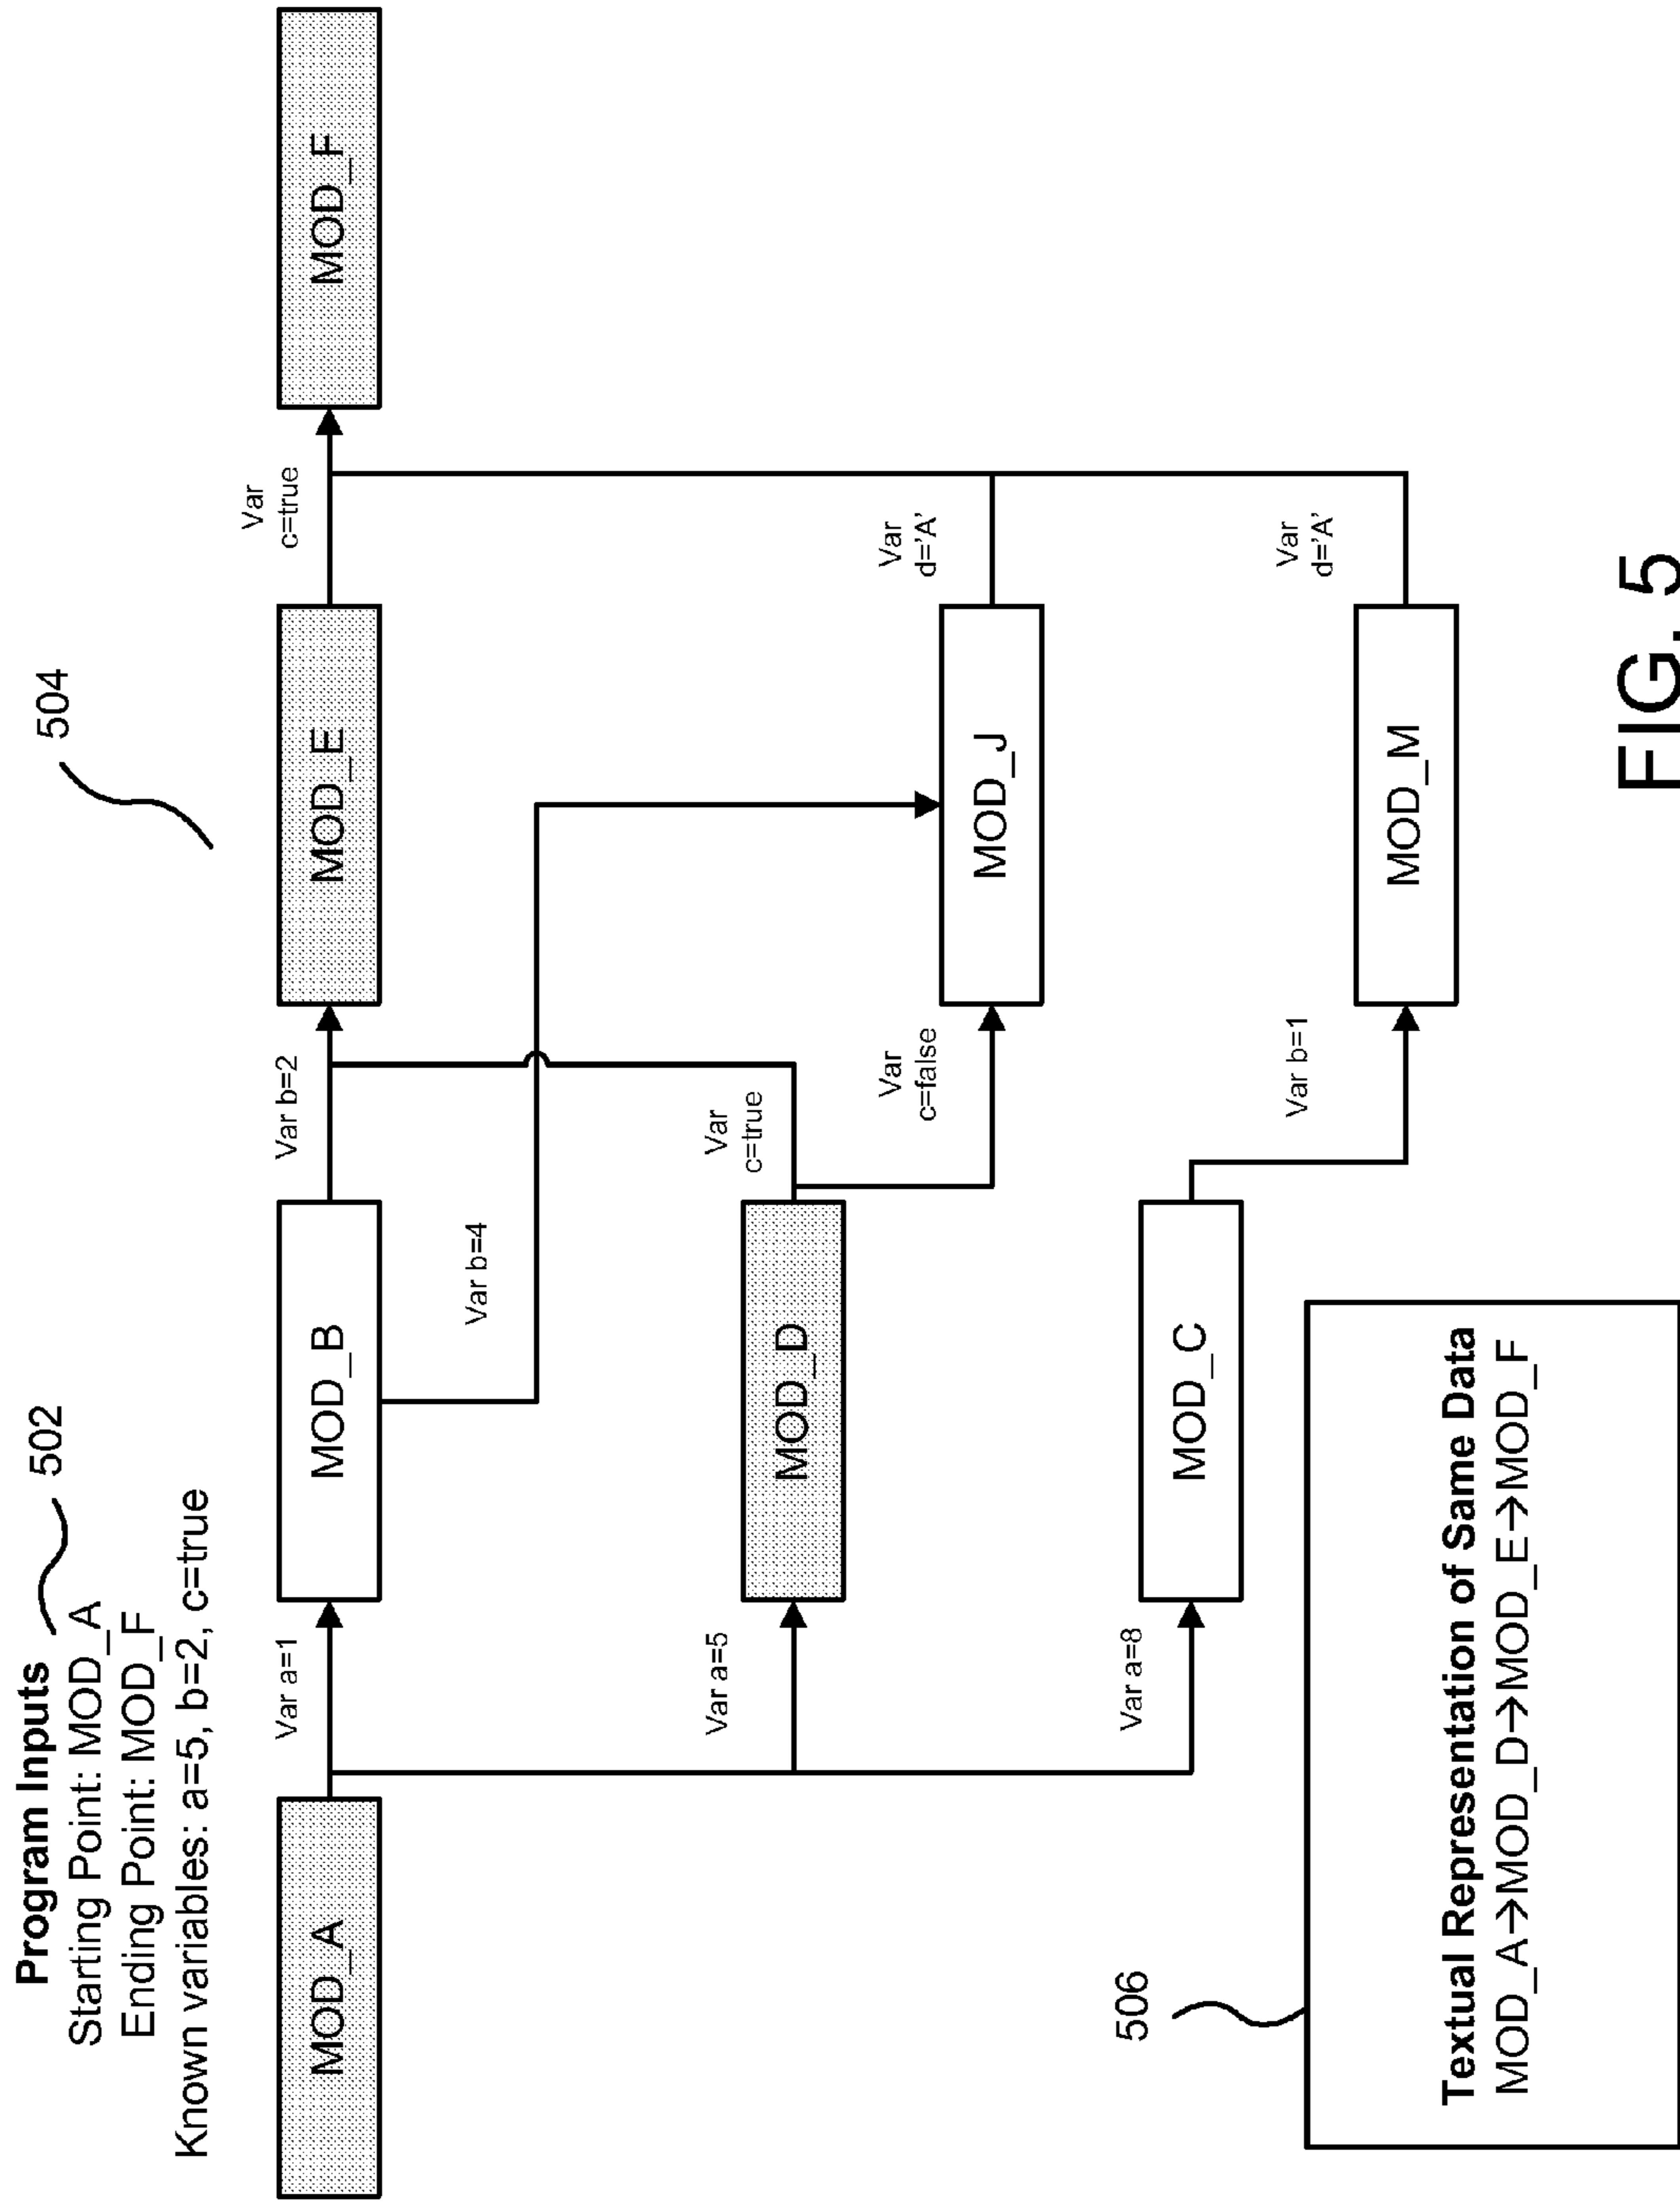 Program Inputs
502
Starting Point: MOD_A
Ending Point: MOD_F
Known variables: a=5, b=2, c=true
504
MOD_A
Var a=1
MOD_B
Var b=2
MOD_E
Var
c=true
MOD_F
Var b=4
Var a=5
MOD_D
Var
c=true
Var
c=false
MOD_J
Var
d='A'
Var a=8
MOD_C
Var b=1
MOD_M
Var
d='A'
506
Textual Representation of Same Data
MOD_A→MOD_D→MOD_E→MOD_F
FIG. 5